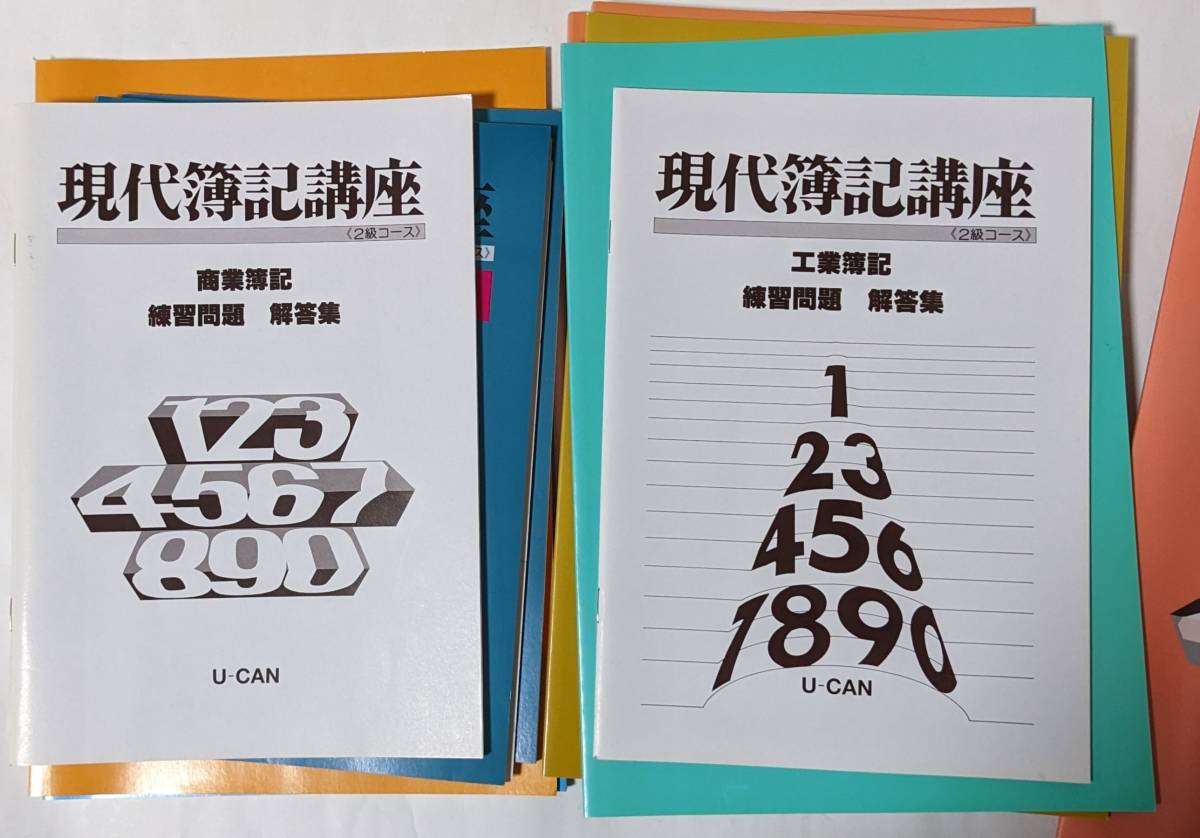 現代簿記講座
《2級コース》
商業簿記
練習問題 解答集
123
4567
890
U-CAN
座
ス》
現代簿記講座
《2級コース》
工業簿記
練習問題 解答集
1
23
456
7890
U-CAN